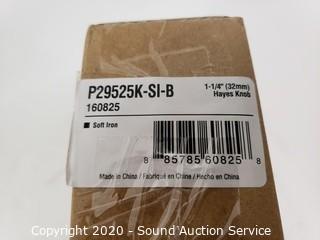 P29525K-SI-B
160825
1-1/4" (32mm)
Hayes Knob
Soft Iron
8 85785 60825 8
Made in China / Fabriqué en Chine / Hecho en China
Copyright 2020 - Sound Auction Service